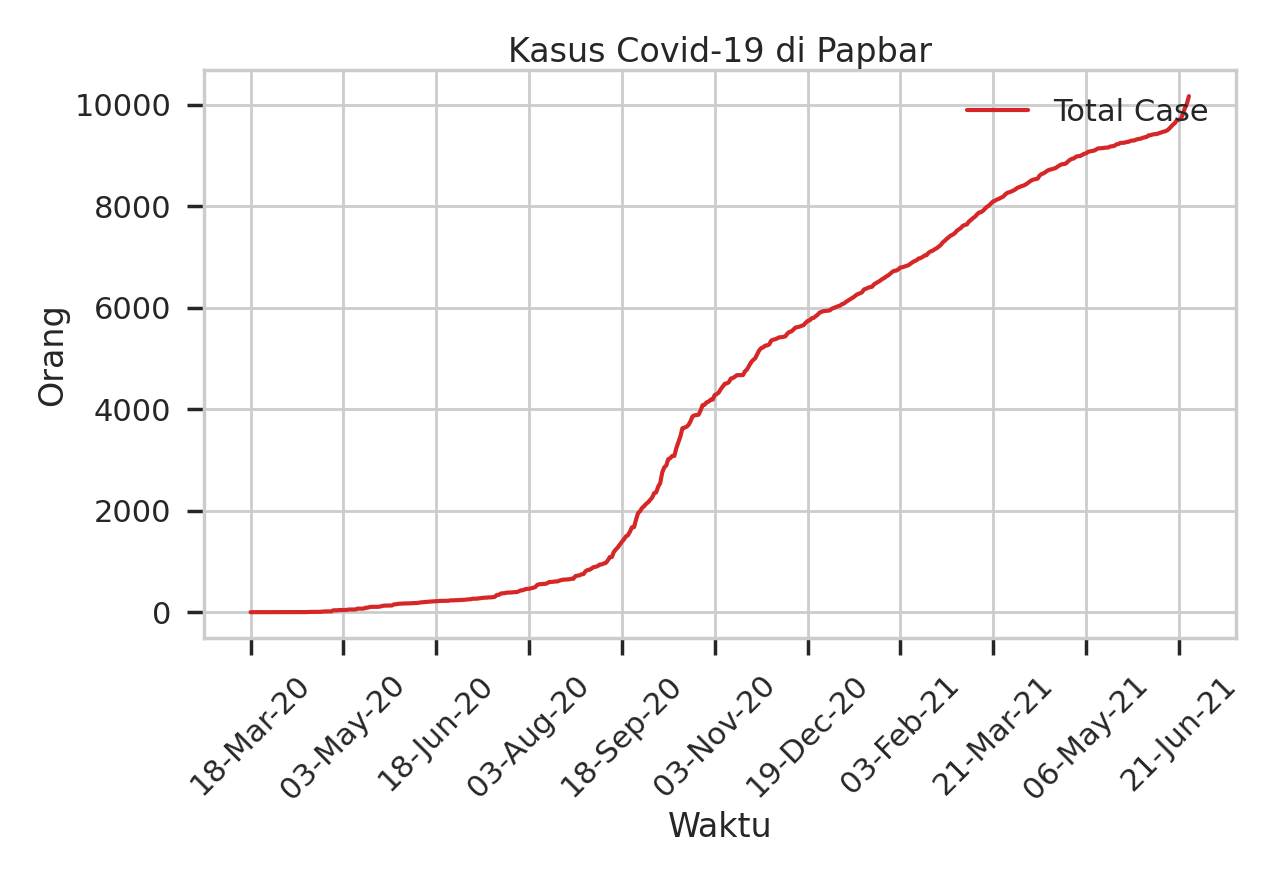 Kasus Covid-19 di Papbar
Total Case
10000
8000
6000
4000
2000
0
Orang
18-Mar-20
03-May-20
18-Jun-20
03-Aug-20
18-Sep-20
03-Nov-20
19-Dec-20
03-Feb-21
21-Mar-21
06-May-21
21-Jun-21
Waktu